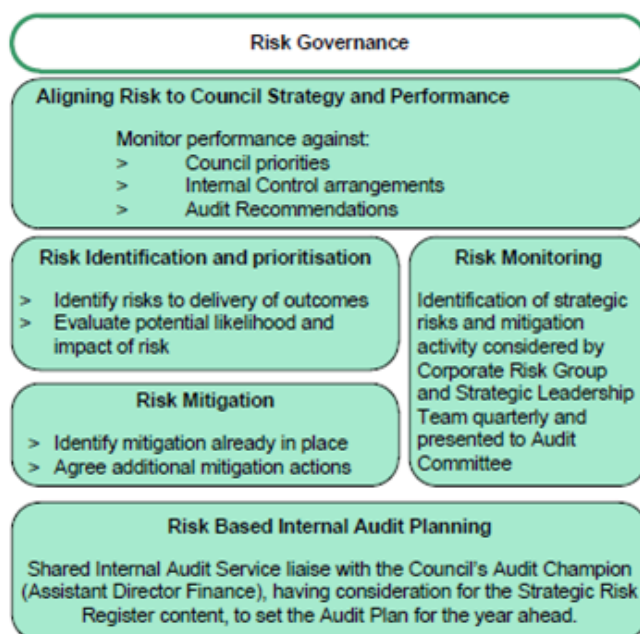 Risk Governance
Aligning Risk to Council Strategy and Performance
Monitor performance against:
> Council priorities
> Internal Control arrangements
> Audit Recommendations
Risk Identification and prioritisation
> Identify risks to delivery of outcomes
> Evaluate potential likelihood and
impact of risk
Risk Mitigation
> Identify mitigation already in place
> Agree additional mitigation actions
Risk Monitoring
Identification of strategic
risks and mitigation
activity considered by
Corporate Risk Group
and Strategic Leadership
Team quarterly and
presented to Audit
Committee
Risk Based Internal Audit Planning
Shared Internal Audit Service liaise with the Council's Audit Champion
(Assistant Director Finance), having consideration for the Strategic Risk
Register content, to set the Audit Plan for the year ahead.